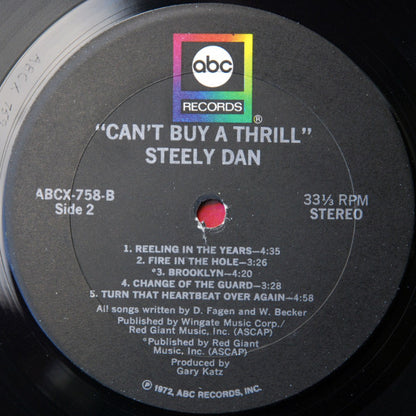 abc
RECORDS
®
"CAN'T BUY A THRILL"
STEELY DAN
ABCX-758-B
Side 2
33⅓ RPM
STEREO
1. REELING IN THE YEARS—4:35
2. FIRE IN THE HOLE—3:26
*3. BROOKLYN—4:20
4. CHANGE OF THE GUARD—3:28
5. TURN THAT HEARTBEAT OVER AGAIN—4:58
All songs written by D. Fagen and W. Becker
Published by Wingate Music Corp./
Red Giant Music, Inc. (ASCAP)
*Published by Red Giant
Music, Inc. (ASCAP)
Produced by
Gary Katz
℗ 1972, ABC RECORDS, INC.